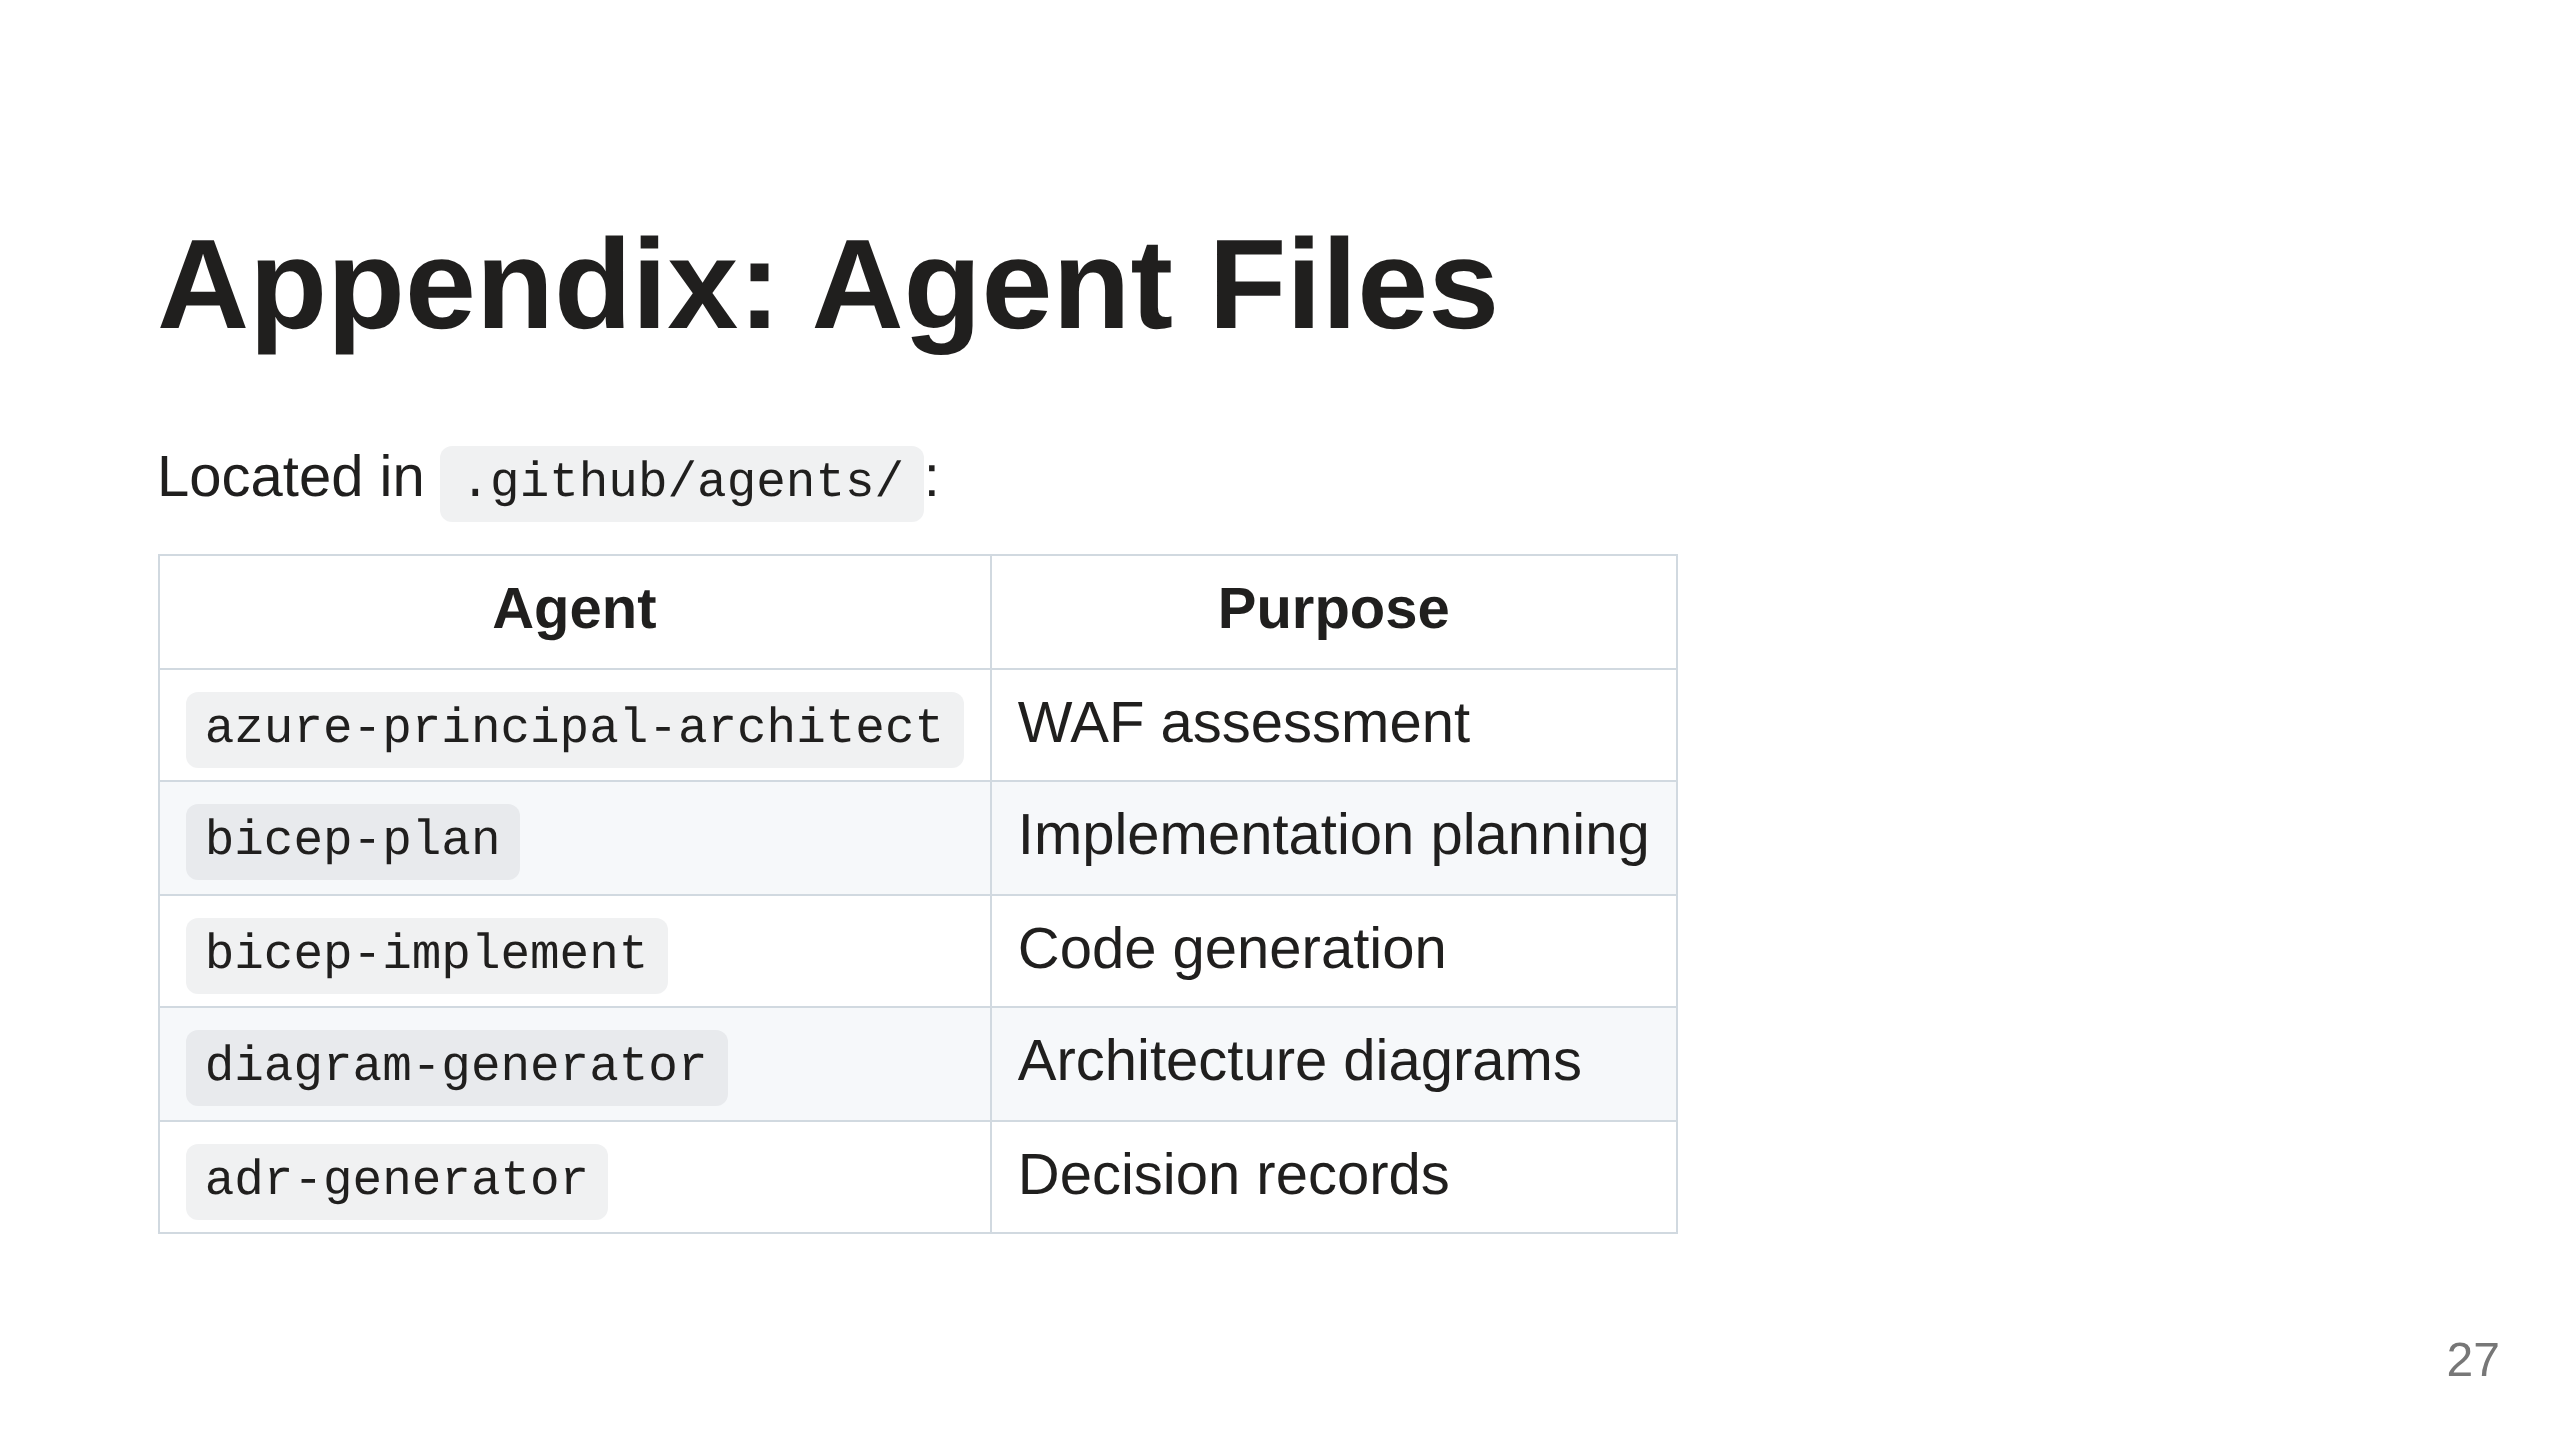 Appendix: Agent Files
Located in .github/agents/:
Agent Purpose
azure-principal-architect WAF assessment
bicep-plan Implementation planning
bicep-implement Code generation
diagram-generator Architecture diagrams
adr-generator Decision records
27